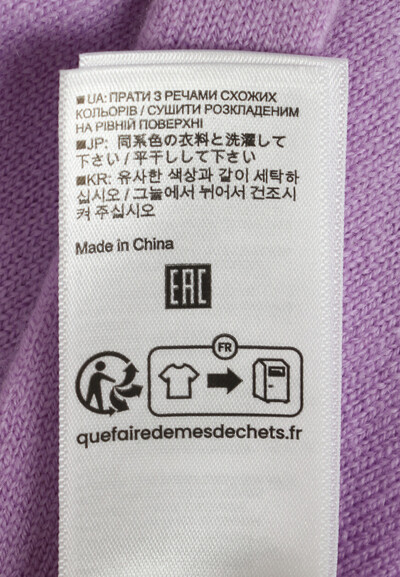 ■UA: ПРАТИ З РЕЧАМИ СХОЖИХ
КОЛЬОРІВ / СУШИТИ РОЗКЛАДЕНИМ
НА РІВНІЙ ПОВЕРХНІ
■JP: 同系色の衣料と洗濯して
下さい / 平干しして下さい
■KR: 유사한 색상과 같이 세탁하
십시오 / 그늘에서 뉘어서 건조시
켜 주십시오
Made in China
EAC
FR
quefairedemesdechets.fr